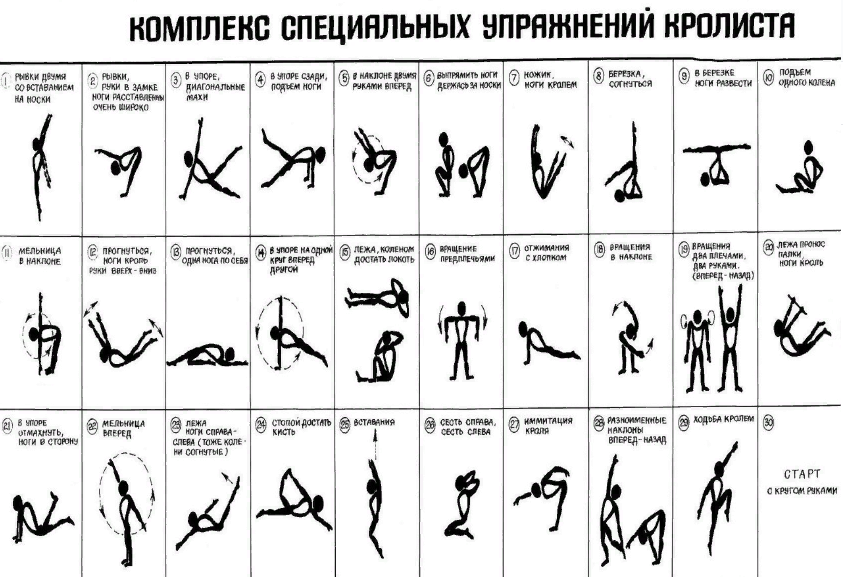 КОМПЛЕКС СПЕЦИАЛЬНЫХ УПРАЖНЕНИЙ КРОЛИСТА
1 РЫВКИ ДВУМЯ
СО ВСТАВАНИЕМ
НА НОСКИ
2 РЫВКИ,
РУКИ В ЗАМКЕ
НОГИ РАССТАВЛЕНЫ
ОЧЕНЬ ШИРОКО
3 В УПОРЕ,
ДИАГОНАЛЬНЫЕ
МАХИ
4 В УПОРЕ СЗАДИ,
ПОДЪЕМ НОГИ
5 В НАКЛОНЕ ДВУМЯ
РУКАМИ ВПЕРЕД
6 ВЫПРЯМИТЬ НОГИ
ДЕРЖАСЬ ЗА НОСКИ
7 НОЖИК,
НОГИ КРОЛЕМ
8 БЕРЕЗКА,
СОГНУТЬСЯ
9 В БЕРЕЗКЕ
НОГИ РАЗВЕСТИ
10 ПОДЪЕМ
ОДНОГО КОЛЕНА
11 МЕЛЬНИЦА
В НАКЛОНЕ
12 ПРОГНУТЬСЯ,
НОГИ КРОЛЬ
РУКИ ВВЕРХ-ВНИЗ
13 ПРОГНУТЬСЯ,
ОДНА НОГА ПО СЕБЯ
14 В УПОРЕ НА ОДНОЙ
КРУГ ВПЕРЕД
ДРУГОЙ
15 ЛЕЖА, КОЛЕНОМ
ДОСТАТЬ ЛОКОТЬ
16 ВРАЩЕНИЕ
ПРЕДПЛЕЧЬЯМИ
17 ОТЖИМАНИЯ
С ХЛОПКОМ
18 ВРАЩЕНИЯ
В НАКЛОНЕ
19 ВРАЩЕНИЯ
ДВА ПЛЕЧАМИ,
ДВА РУКАМИ.
(ВПЕРЕД-НАЗАД)
20 ЛЕЖА ПРОНОС
ПАЛКИ,
НОГИ КРОЛЬ
21 В УПОРЕ
ОТМАХНУТЬ,
НОГИ В СТОРОНУ
22 МЕЛЬНИЦА
ВПЕРЕД
23 ЛЕЖА
НОГИ СПРАВА-
СЛЕВА (ТОЖЕ КОЛЕ-
НИ СОГНУТЫЕ)
24 СТОПОЙ ДОСТАТЬ
КИСТЬ
25 ВСТАВАНИЯ
26 СЕСТЬ СПРАВА,
СЕСТЬ СЛЕВА
27 ИММИТАЦИЯ
КРОЛЯ
28 РАЗНОИМЕННЫЕ
НАКЛОНЫ
ВПЕРЕД-НАЗАД
29 ХОДЬБА КРОЛЕМ
30
СТАРТ
С КРУГОМ РУКАМИ